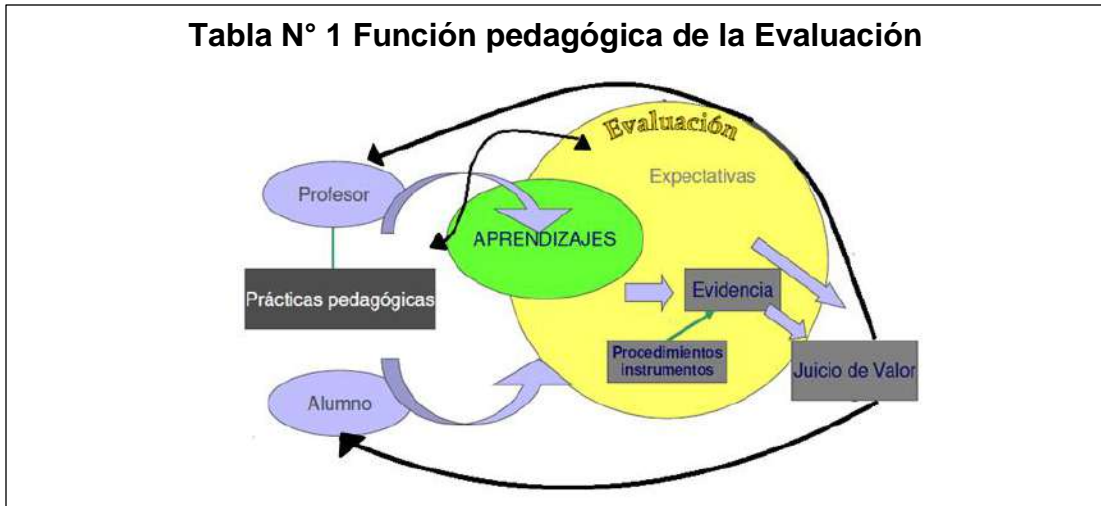 Tabla N° 1 Función pedagógica de la Evaluación
Evaluación
Expectativas
Profesor
APRENDIZAJES
Prácticas pedagógicas
Evidencia
Procedimientos
instrumentos
Juicio de Valor
Alumno